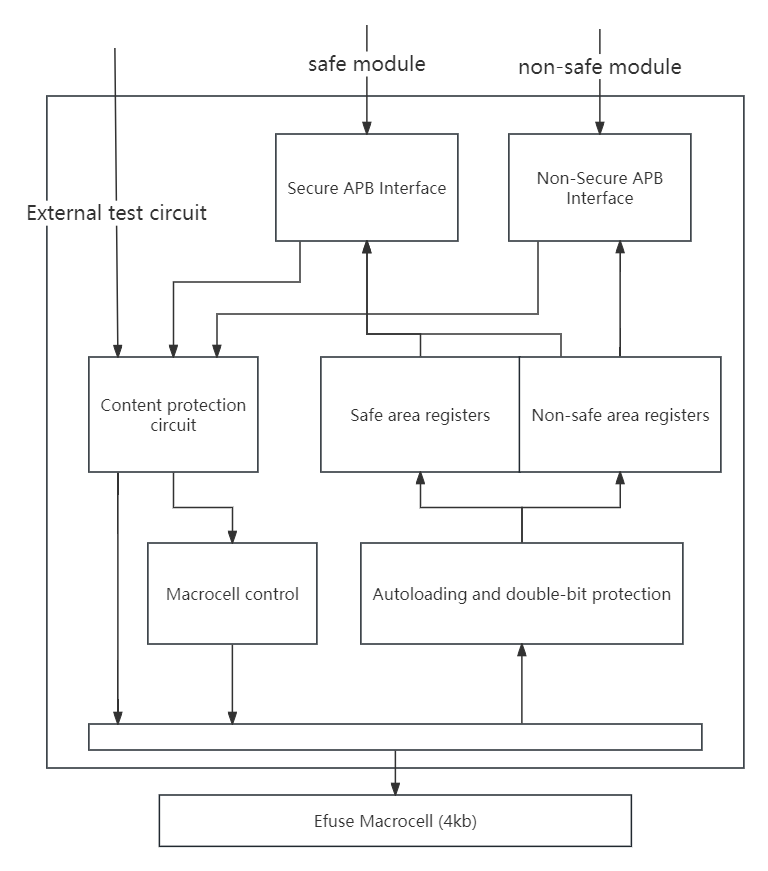 safe module
non-safe module
Secure APB Interface
Non-Secure APB
Interface
External test circuit
Content protection
circuit
Safe area registers
Non-safe area registers
Macrocell control
Autoloading and double-bit protection
Efuse Macrocell (4kb)